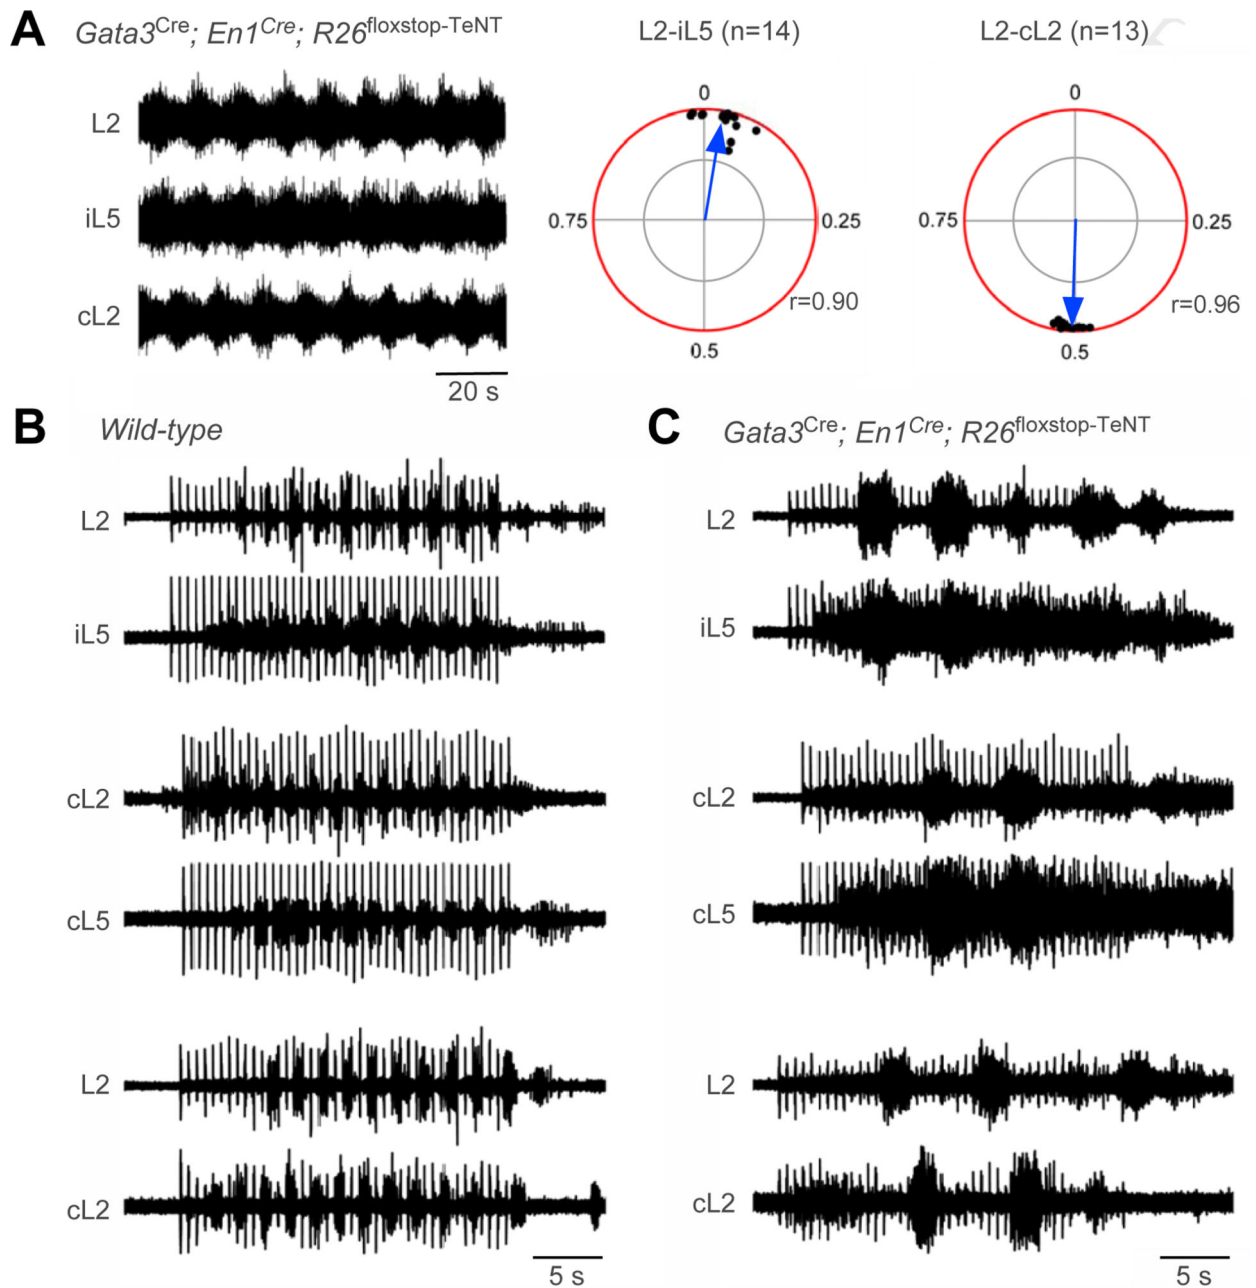 A Gata3Cre; En1Cre; R26floxstop-TeNT
L2-iL5 (n=14)
L2-cL2 (n=13)
L2
iL5
cL2
20 s
0
0.75
0.25
r=0.90
0.5
0
0.75
0.25
r=0.96
0.5
B Wild-type
L2
iL5
cL2
cL5
L2
cL2
5 s
C Gata3Cre; En1Cre; R26floxstop-TeNT
L2
iL5
cL2
cL5
L2
cL2
5 s